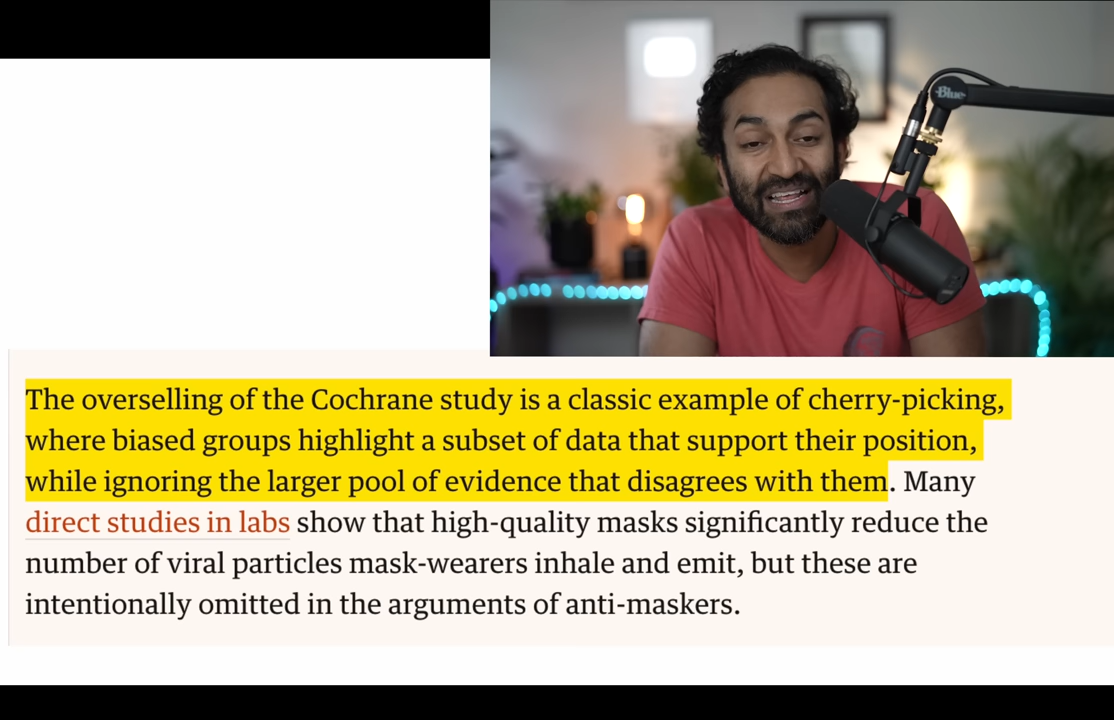 Blue
The overselling of the Cochrane study is a classic example of cherry-picking,
where biased groups highlight a subset of data that support their position,
while ignoring the larger pool of evidence that disagrees with them. Many
direct studies in labs show that high-quality masks significantly reduce the
number of viral particles mask-wearers inhale and emit, but these are
intentionally omitted in the arguments of anti-maskers.